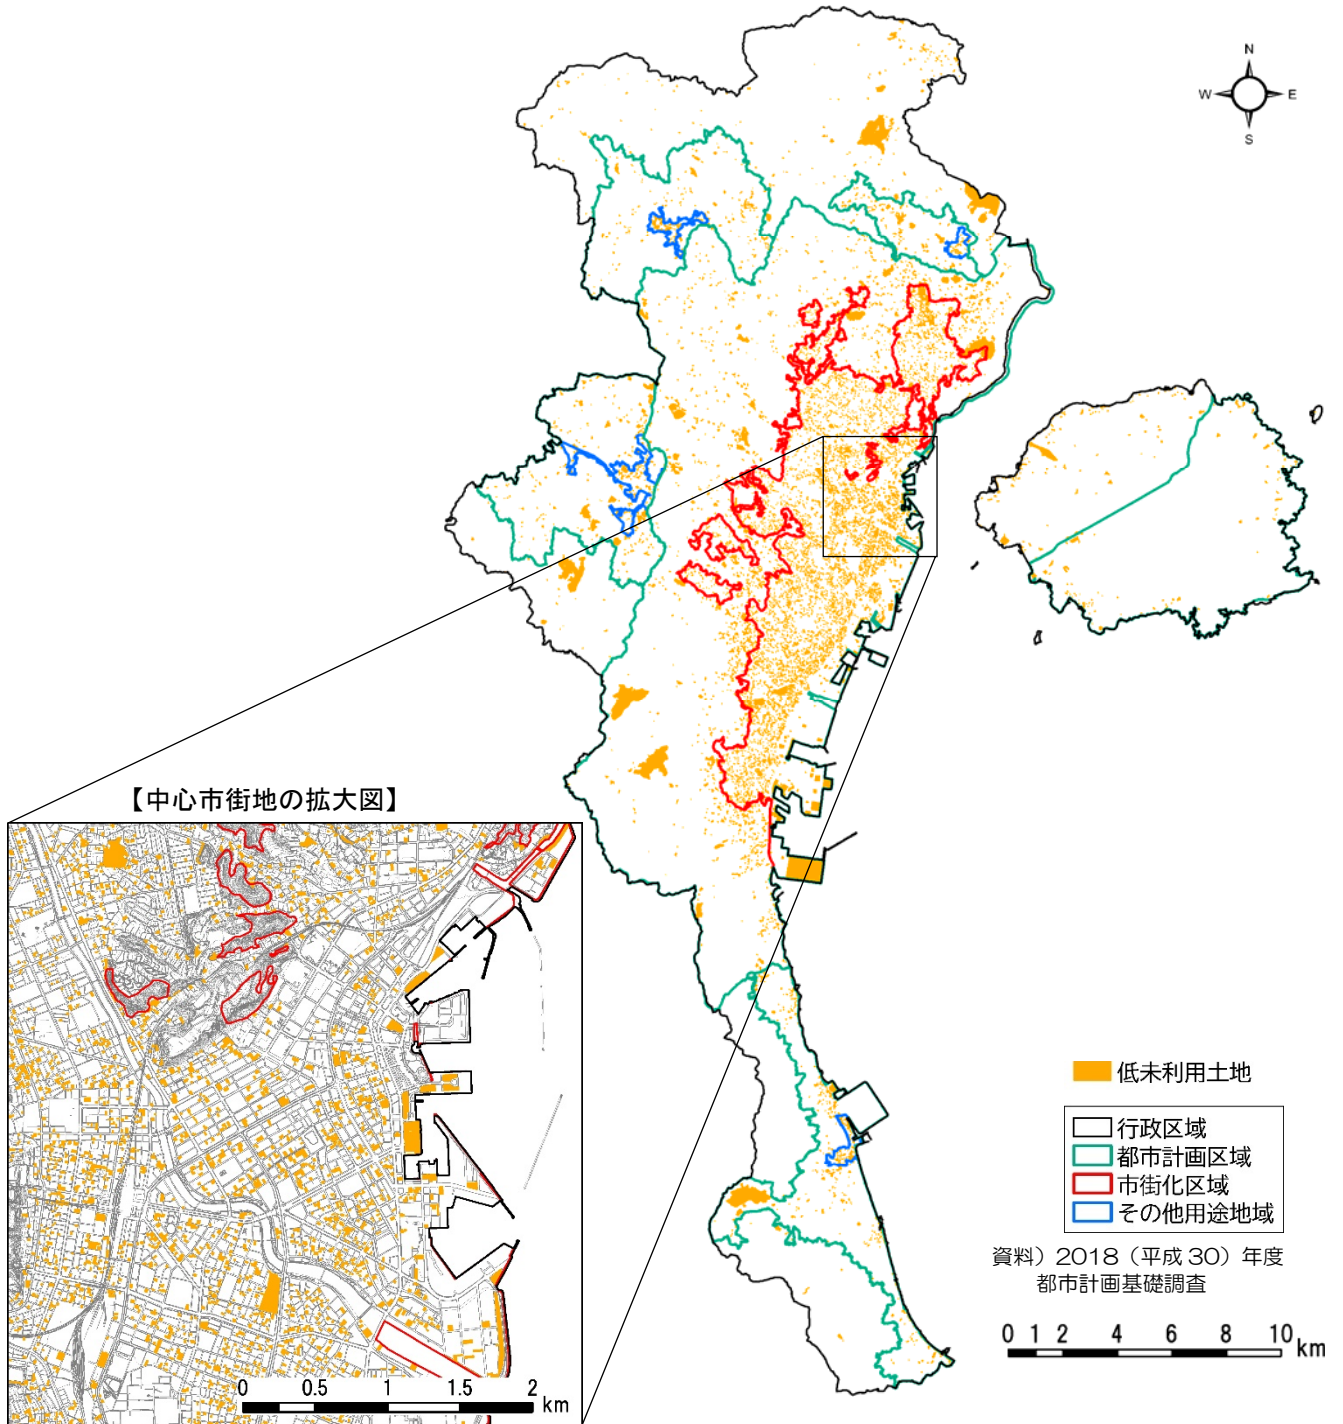 N
W E
S
【中心市街地の拡大図】
低未利用土地
行政区域
都市計画区域
市街化区域
その他用途地域
資料）2018（平成30）年度
都市計画基礎調査
0 1 2 4 6 8 10 km
0 0.5 1 1.5 2 km